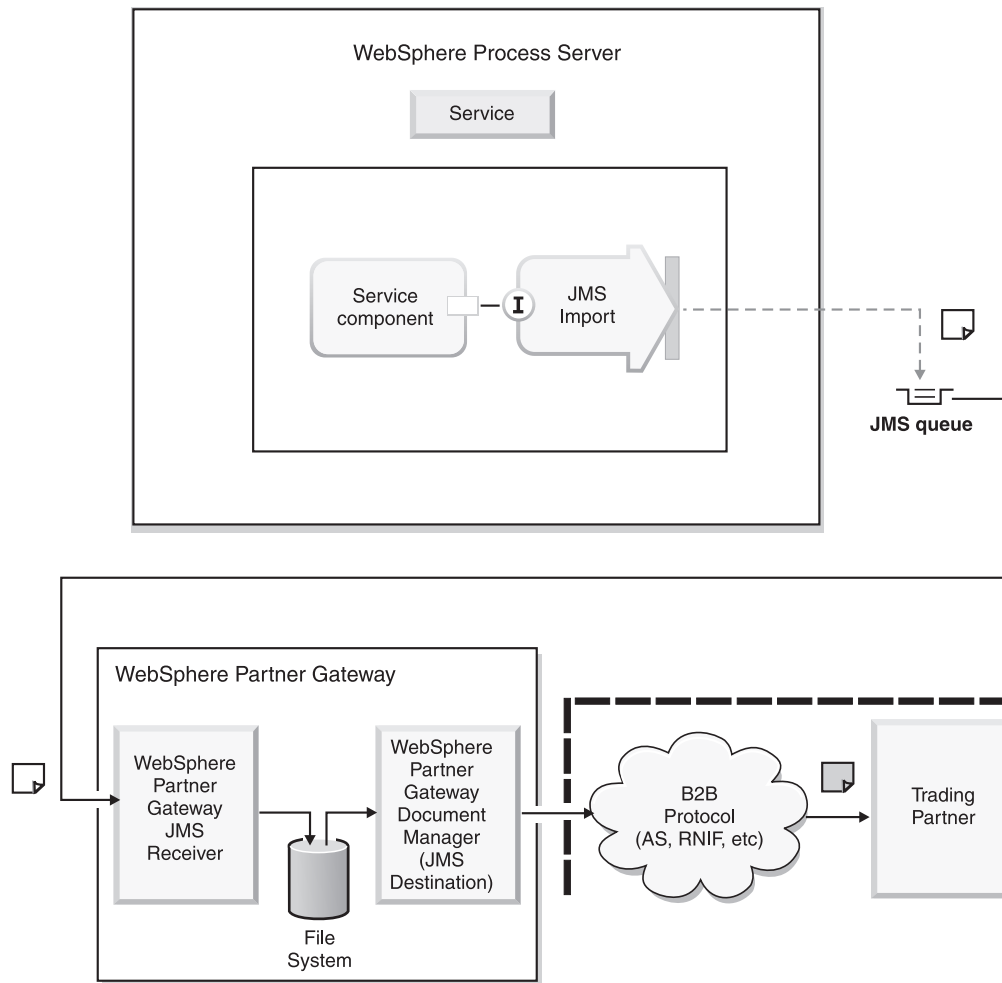 WebSphere Process Server
Service
Service
component
I
JMS
Import
JMS queue
WebSphere Partner Gateway
WebSphere
Partner
Gateway
JMS
Receiver
File
System
WebSphere
Partner
Gateway
Document
Manager
(JMS
Destination)
B2B
Protocol
(AS, RNIF, etc)
Trading
Partner